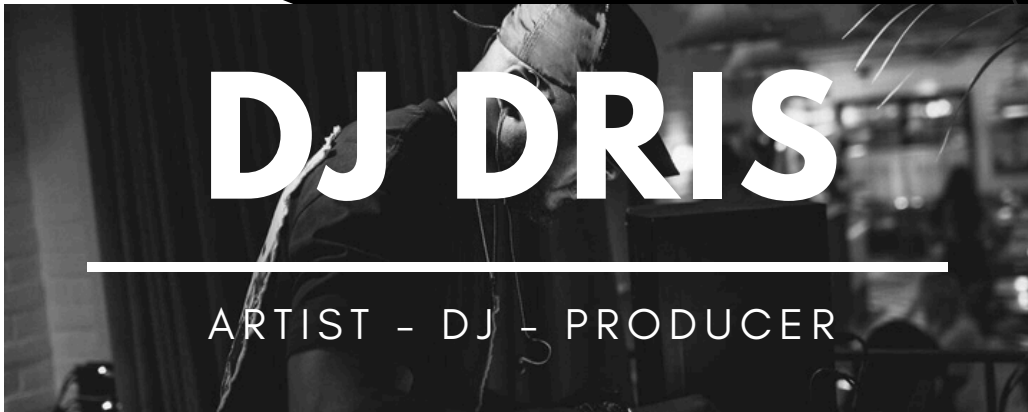 DJ DRIS
ARTIST – DJ – PRODUCER